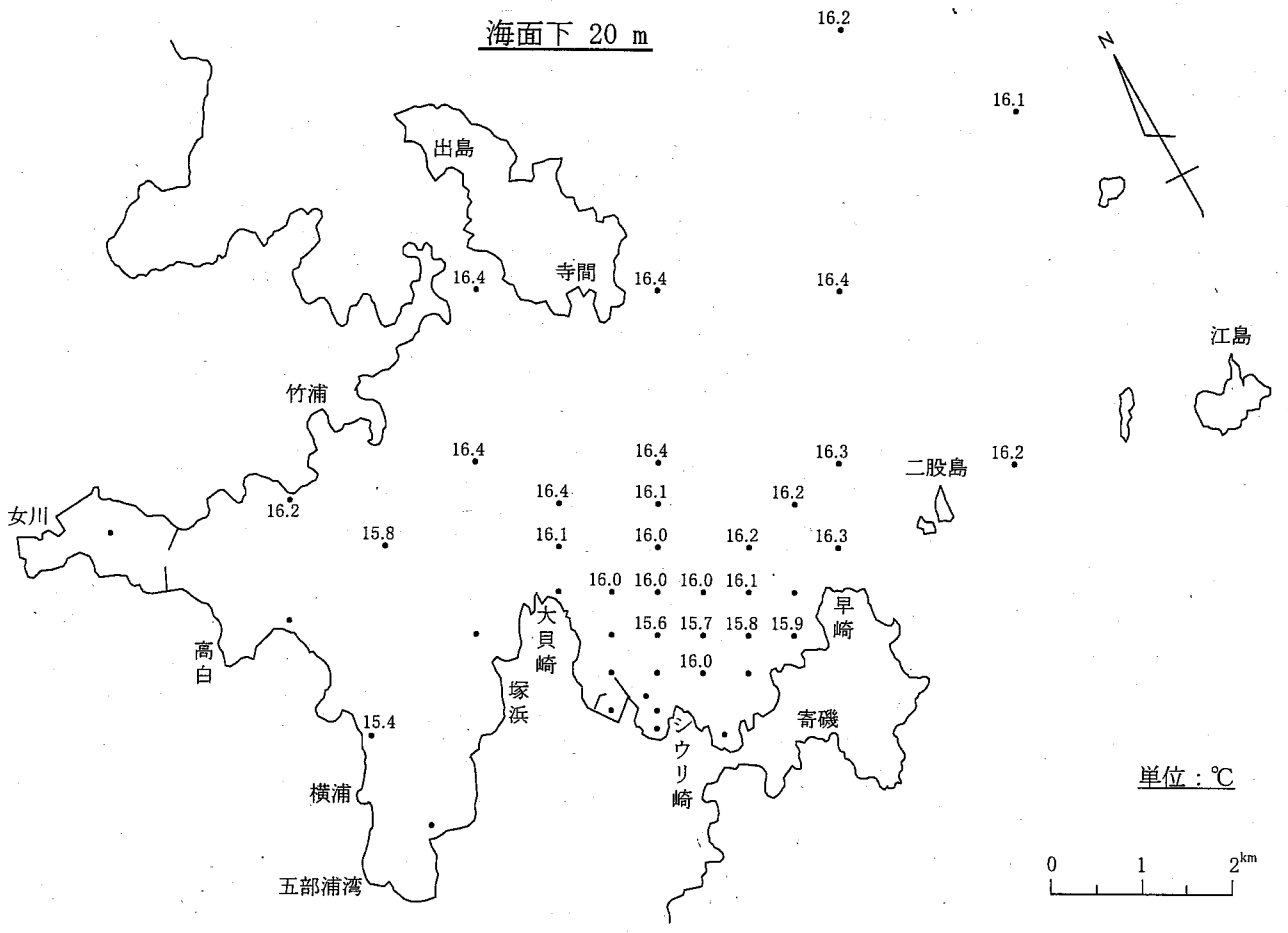 海面下 20 m
16.2
16.1
N
出島
寺間
16.4
16.4
16.4
江島
竹浦
16.4
16.4
16.3
16.2
二股島
16.4
16.1
16.2
女川
16.2
15.8
16.1
16.0
16.2
16.3
16.0
16.0
16.0
16.1
大貝崎
早崎
15.6
15.7
15.8
15.9
高白
16.0
塚浜
15.4
シウリ崎
寄磯
横浦
単位:℃
五部浦湾
0
1
2
km